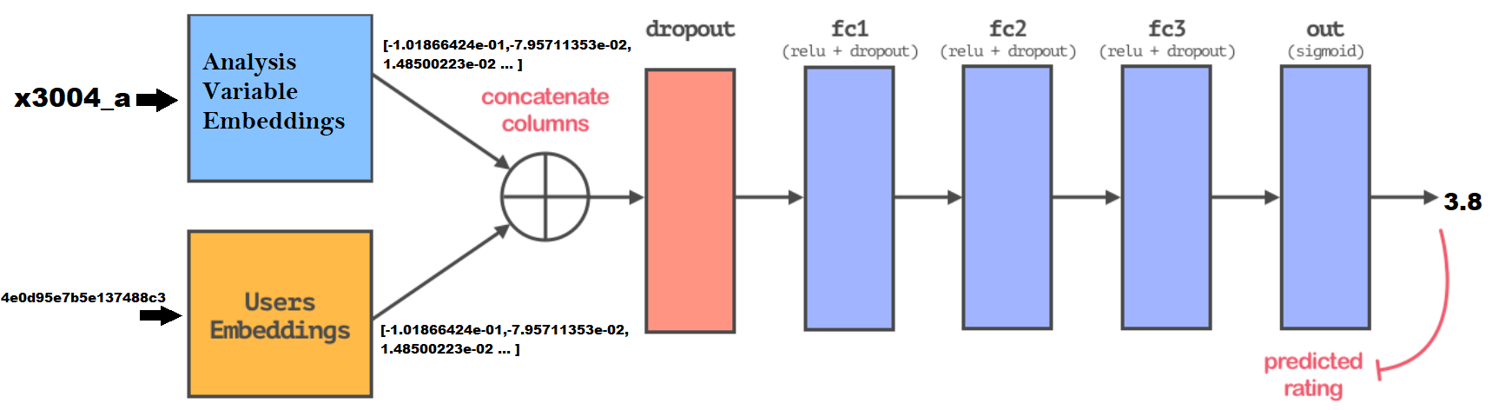 x3004_a
Analysis
Variable
Embeddings
[-1.01866424e-01,-7.95711353e-02,
1.48500223e-02 ... ]
4e0d95e7b5e137488c3
Users
Embeddings
[-1.01866424e-01,-7.95711353e-02,
1.48500223e-02 ... ]
concatenate
columns
dropout
fc1
(relu + dropout)
fc2
(relu + dropout)
fc3
(relu + dropout)
out
(sigmoid)
3.8
predicted
rating